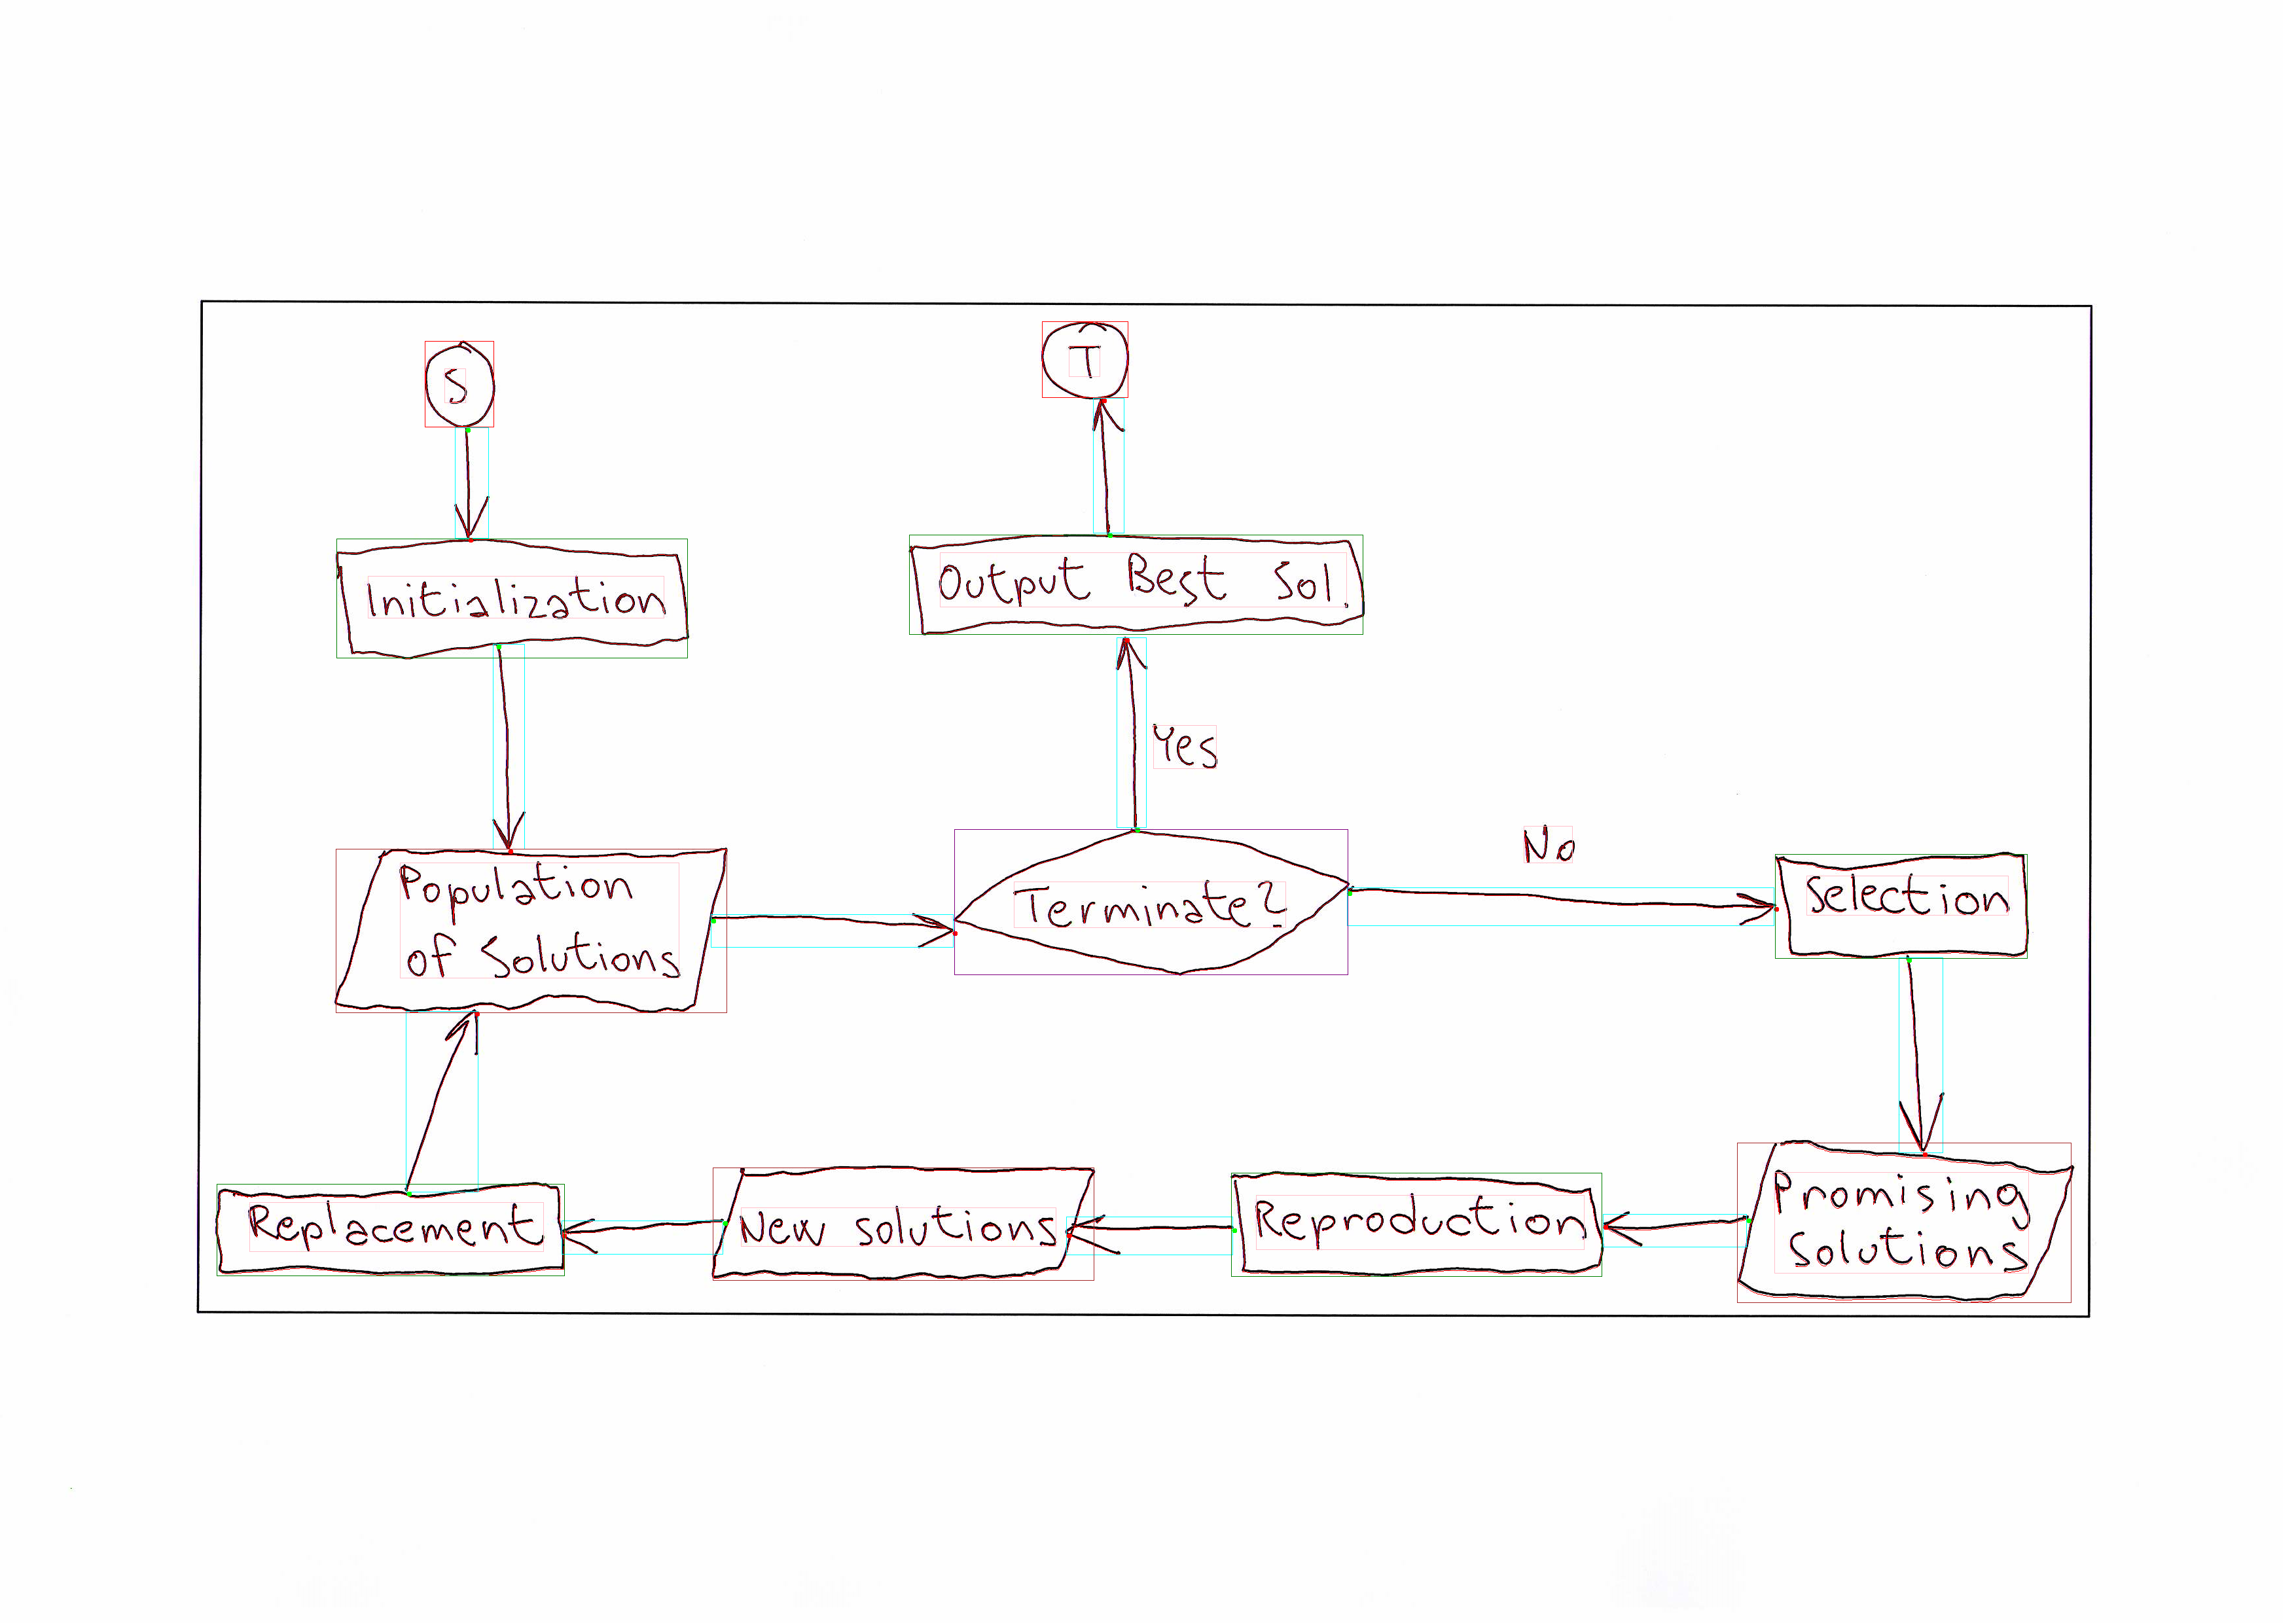 S
T
Initialization
Output Best Sol.
Yes
Population
of Solutions
Terminate?
No
Selection
Promising
Solutions
Reproduction
New solutions
Replacement